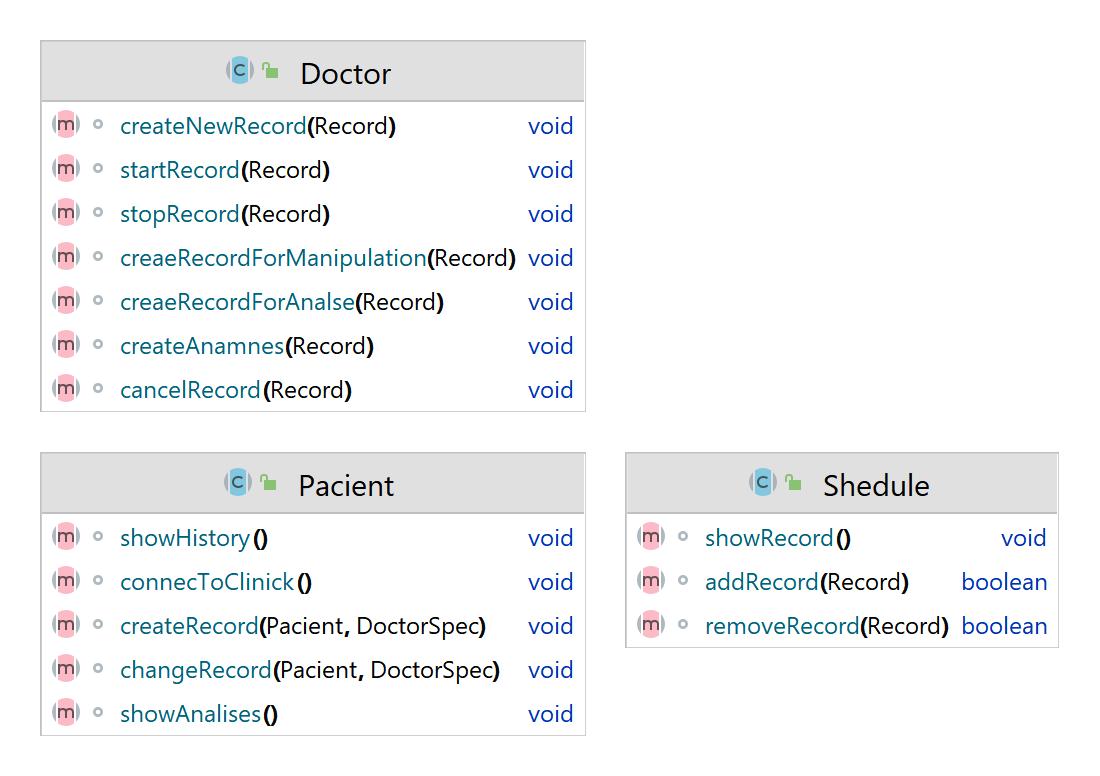 Doctor
createNewRecord(Record) void
startRecord(Record) void
stopRecord(Record) void
creaeRecordForManipulation(Record) void
creaeRecordForAnalse(Record) void
createAnamnes(Record) void
cancelRecord(Record) void
Pacient
showHistory() void
connecToClinick() void
createRecord(Pacient, DoctorSpec) void
changeRecord(Pacient, DoctorSpec) void
showAnalises() void
Shedule
showRecord() void
addRecord(Record) boolean
removeRecord(Record) boolean